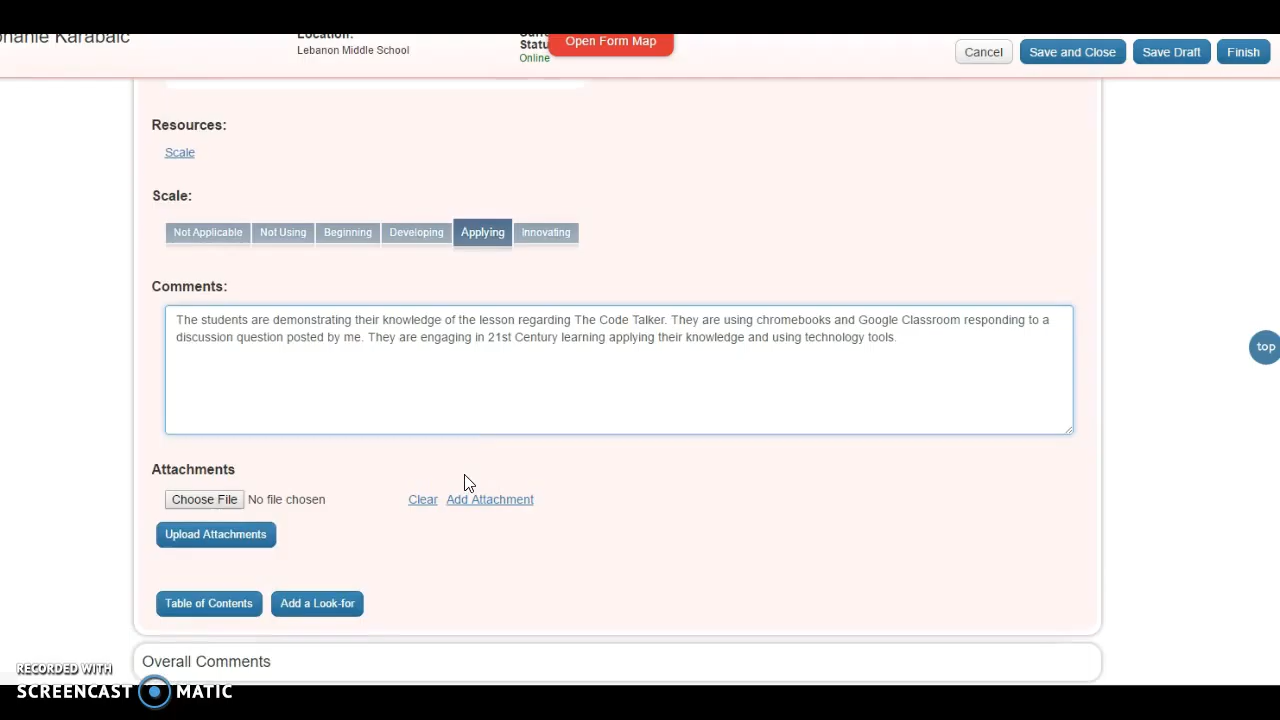 Karabaic
Location:
Lebanon Middle School
Online
Open Form Map
Cancel
Save and Close
Save Draft
Finish
Resources:
Scale
Scale:
Not Applicable
Not Using
Beginning
Developing
Applying
Innovating
Comments:
The students are demonstrating their knowledge of the lesson regarding The Code Talker. They are using chromebooks and Google Classroom responding to a
discussion question posted by me. They are engaging in 21st Century learning applying their knowledge and using technology tools.
top
Attachments
Choose File No file chosen
Clear
Add Attachment
Upload Attachments
Table of Contents
Add a Look-for
Overall Comments
RECORDED WITH
SCREENCAST MATIC